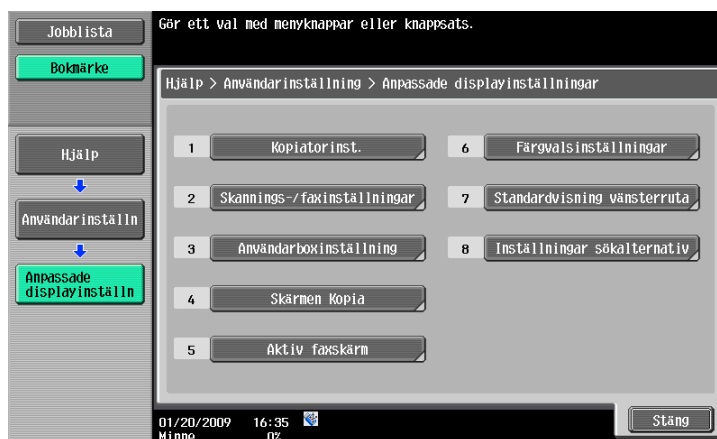 Gör ett val med menyknappar eller knappsats.
Jobblista
Bokmärke
Hjälp > Användarinställning > Anpassade displayinställningar
Hjälp
Användarinställn
Anpassade
displayinställn
1 Kopiatorinst.
2 Skannings-/faxinställningar
3 Användarboxinställning
4 Skärmen Kopia
5 Aktiv faxskärm
6 Färgvalsinställningar
7 Standardvisning vänsterruta
8 Inställningar sökalternativ
01/20/2009 16:35
Minne 0%
Stäng